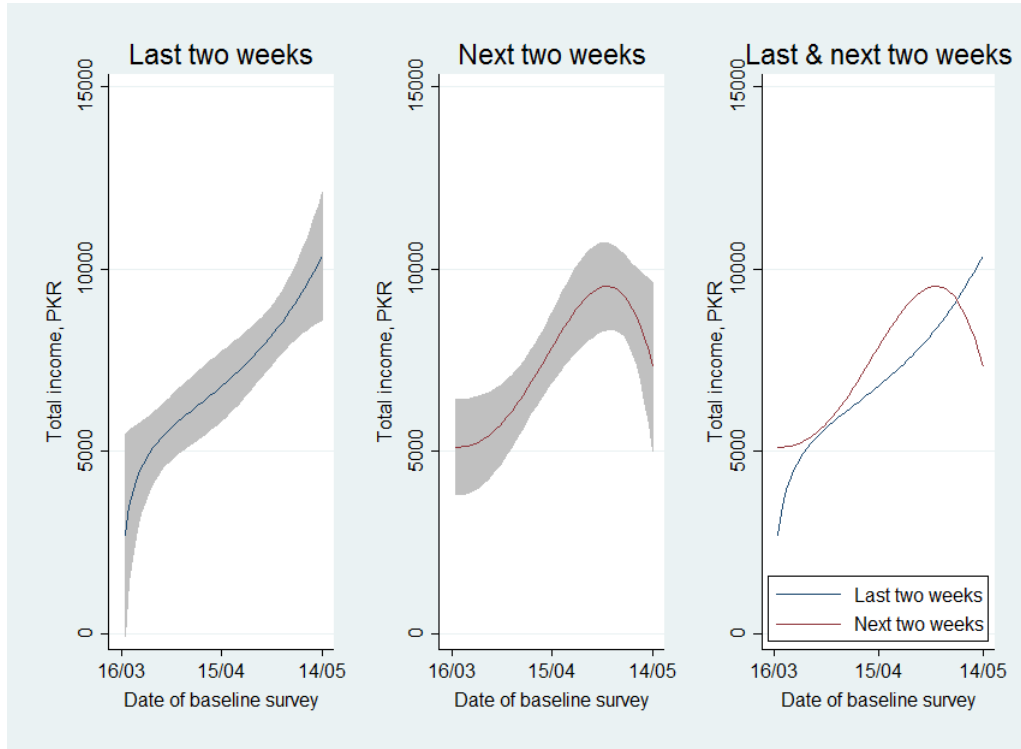 Last two weeks
Total income, PKR
15000
10000
5000
0
16/03
15/04
14/05
Date of baseline survey
Next two weeks
Total income, PKR
15000
10000
5000
0
16/03
15/04
14/05
Date of baseline survey
Last & next two weeks
Total income, PKR
15000
10000
5000
0
Last two weeks
Next two weeks
16/03
15/04
14/05
Date of baseline survey